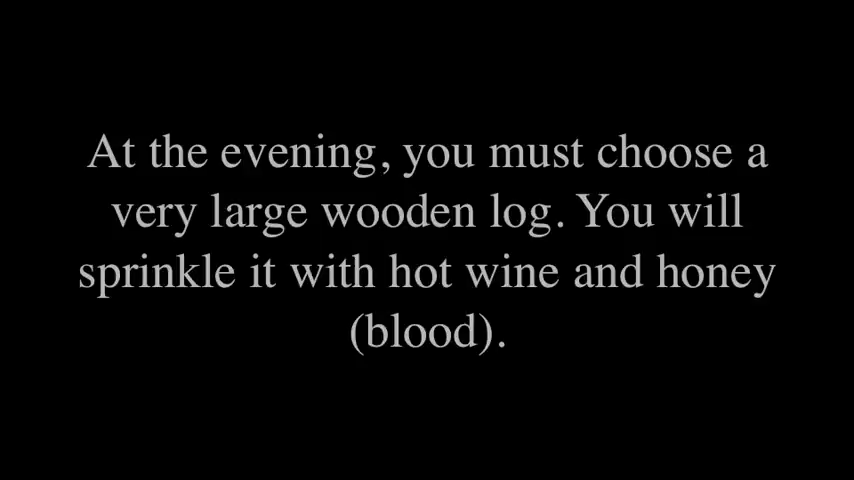 At the evening, you must choose a
very large wooden log. You will
sprinkle it with hot wine and honey
(blood).